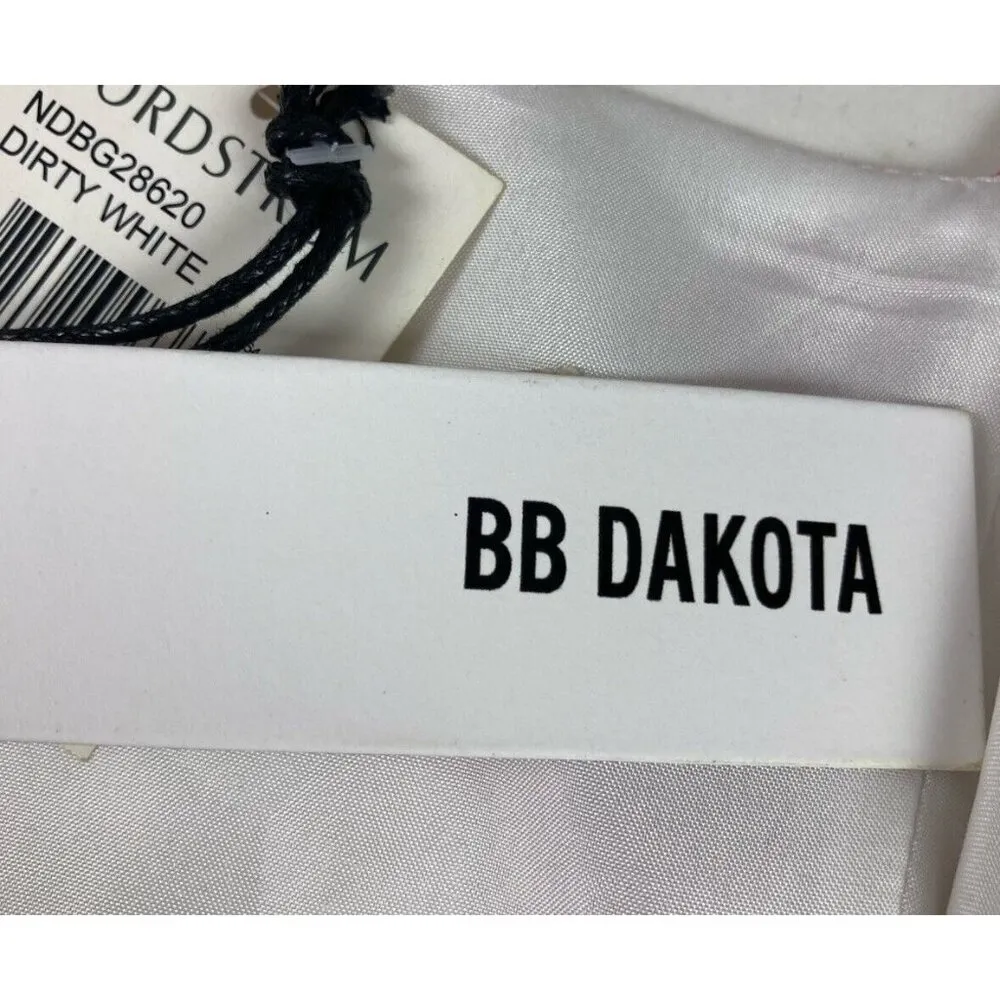 ORDSTR M
NDBG28620
DIRTY WHITE
BB DAKOTA